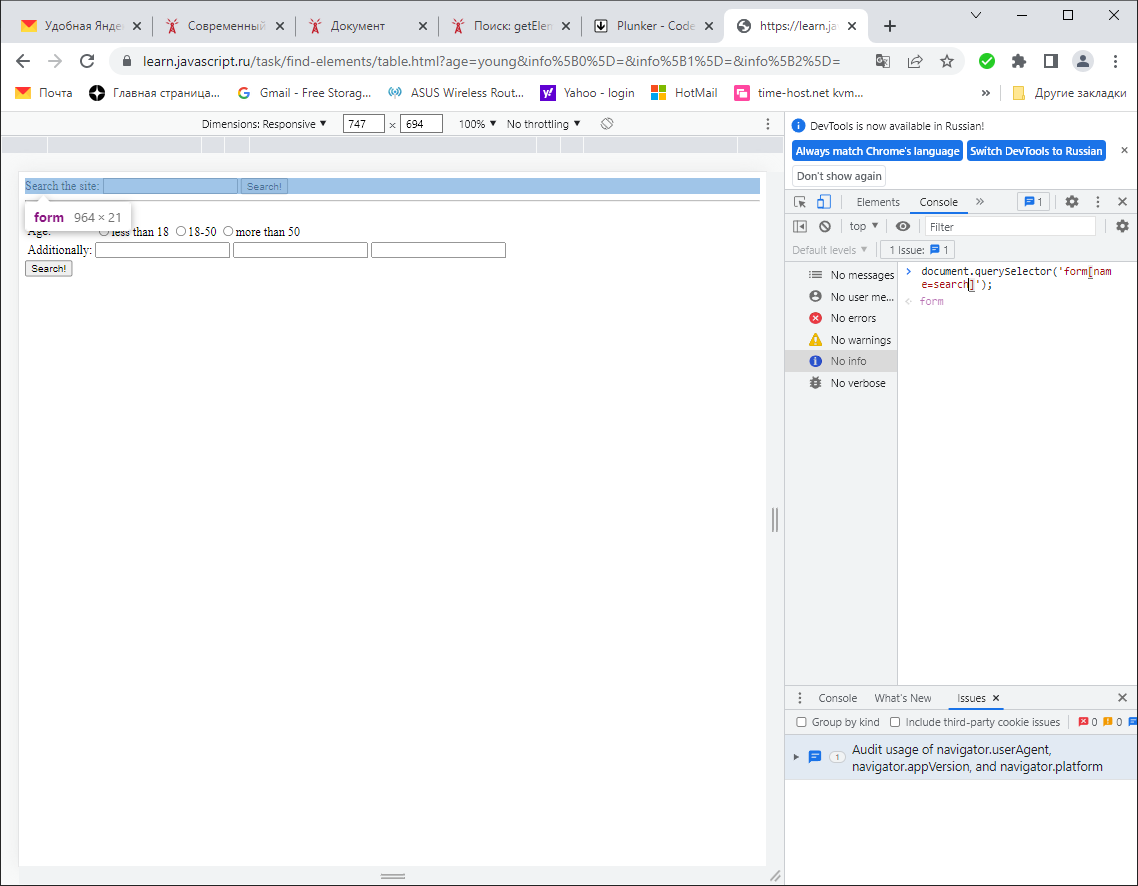 Удобная Янде
Современный
Документ
Поиск: getElem
Plunker - Code
https://learn.ja
learn.javascript.ru/task/find-elements/table.html?age=young&info%5B0%5D=&info%5B1%5D=&info%5B2%5D=
Почта
Главная страница...
Gmail - Free Storag...
ASUS Wireless Rout...
Yahoo - login
HotMail
time-host.net kvm...
»
Другие закладки
Dimensions: Responsive ▼ 747 × 694 100% ▼ No throttling ▼
DevTools is now available in Russian!
Always match Chrome's language
Switch DevTools to Russian
Don't show again
Elements Console » 1
top ▼ Filter
Default levels ▼ 1 Issue: 1
Search the site: Search!
form 964 × 21
Age: less than 18 18-50 more than 50
Additionally:
Search!
No messages
No user me...
No errors
No warnings
No info
No verbose
document.querySelector('form[nam
e=search]');
form
Console What's New Issues
Group by kind Include third-party cookie issues 0 0
1 Audit usage of navigator.userAgent,
navigator.appVersion, and navigator.platform